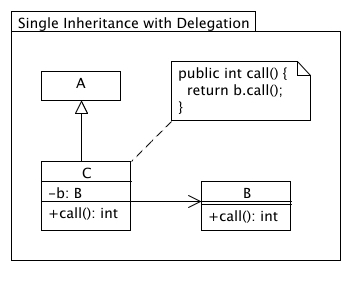 Single Inheritance with Delegation
public int call() {
return b.call();
}
A
C
-b: B
+call(): int
B
+call(): int